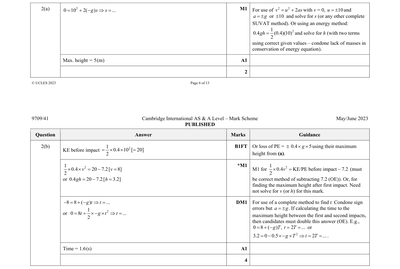 2(a)
0 = 10² + 2(−g)s ⇒ s = ...
M1
For use of v² = u² + 2as with v = 0, u = ±10 and
a = ±g or ±10 and solve for s (or any other complete
SUVAT method). Or using an energy method:
0.4gh = 1/2 (0.4)(10)² and solve for h (with two terms
using correct given values – condone lack of masses in
conservation of energy equation).
Max. height = 5(m)
A1
2
© UCLES 2023
Page 6 of 13
9709/41
Cambridge International AS & A Level – Mark Scheme
PUBLISHED
May/June 2023
Question
Answer
Marks
Guidance
2(b)
KE before impact = 1/2 × 0.4 × 10² [= 20]
B1FT
Or loss of PE = ± 0.4 × g × 5 using their maximum
height from (a).
1/2 × 0.4 × v² = 20 − 7.2 [v = 8]
or 0.4gh = 20 − 7.2 [h = 3.2]
*M1
M1 for 1/2 × 0.4v² = KE/PE before impact − 7.2 (must
be correct method of subtracting 7.2 (OE)). Or, for
finding the maximum height after first impact. Need
not solve for v (or h) for this mark.
−8 = 8 + (−g)t ⇒ t = ...
or 0 = 8t + 1/2 × −g × t² ⇒ t = ...
DM1
For use of a complete method to find t. Condone sign
errors but a = ±g. If calculating the time to the
maximum height between the first and second impacts,
then candidates must double this answer (OE). E.g.,
0 = 8 + (−g)T, t = 2T = ... or
3.2 = 0 − 0.5 × −g × T² ⇒ t = 2T = ....
Time = 1.6(s)
A1
4